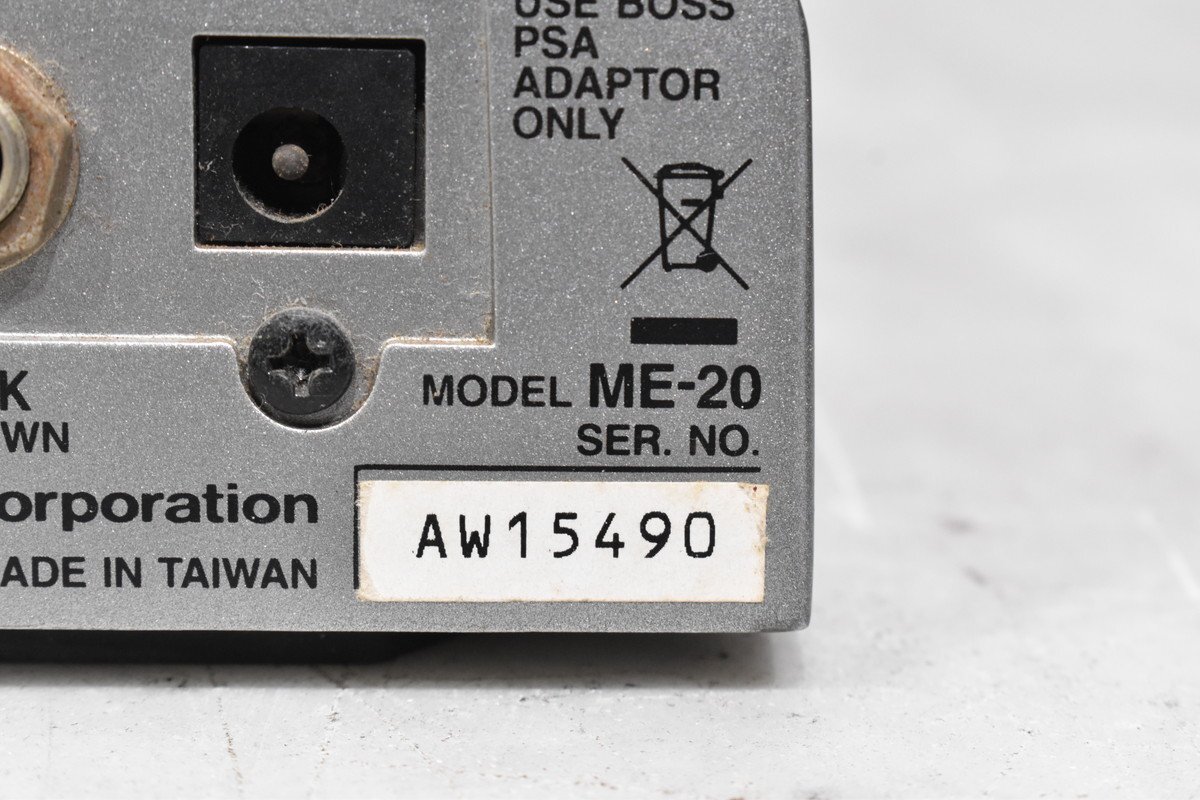 USE BOSS
PSA
ADAPTOR
ONLY
MODEL ME-20
SER. NO.
K
WN
orporation
ADE IN TAIWAN
AW15490